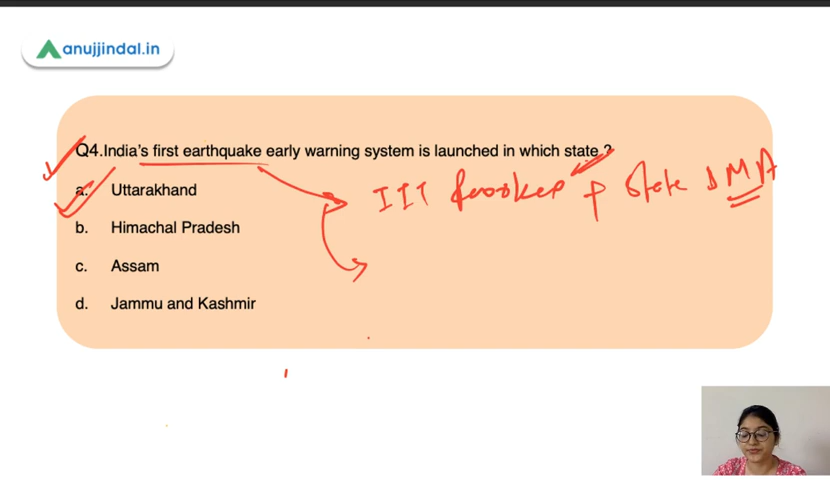 anujjindal.in
Q4.India's first earthquake early warning system is launched in which state ?
a. Uttarakhand
IIT Roorkee + State DMA
b. Himachal Pradesh
c. Assam
d. Jammu and Kashmir